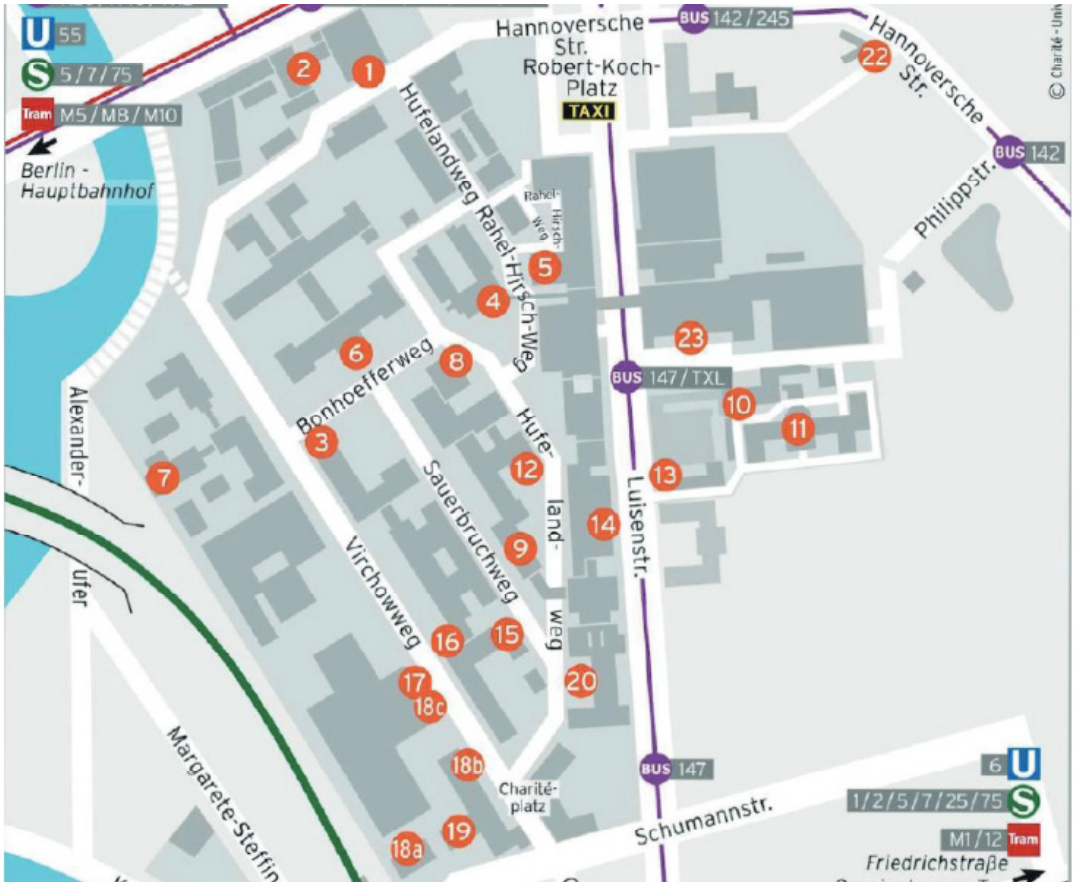 U 55
S 5/7/75
Tram M5/M8/M10
Berlin -
Hauptbahnhof
Hannoversche
Str.
Robert-Koch-
Platz
TAXI
BUS 142/245
Hannoversche
Str.
BUS 142
Philippstr.
© Charité - Univ
1
2
22
Hufelandweg
Rahel-
Hirsch-
Weg
Rahel-Hirsch-Weg
5
4
23
6
8
BUS 147/TXL
Bonhoefferweg
3
10
11
Alexander-
ufer
7
Hufe-
land-
weg
12
13
Sauerbruchweg
Luisenstr.
14
9
Virchowweg
16
15
17
18c
20
18b
Charité-
platz
BUS 147
19
18a
Schumannstr.
Margarete-Steffin
6 U
1/2/5/7/25/75 S
M1/12 Tram
Friedrichstraße